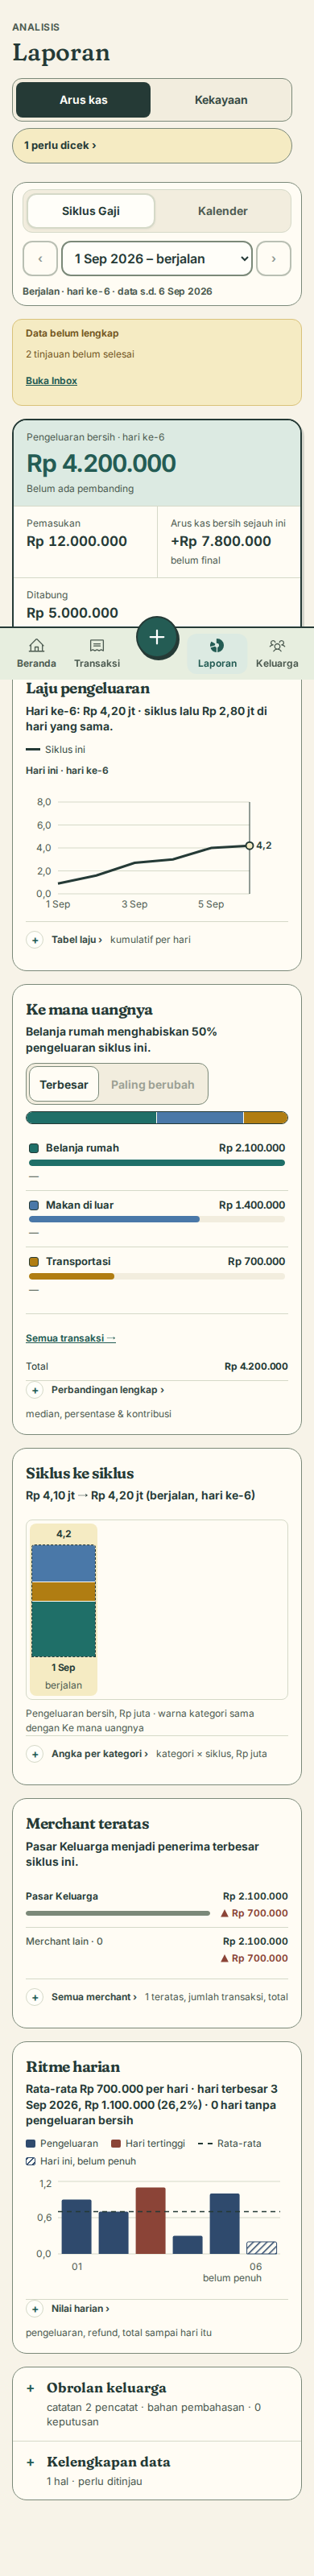 ANALISIS
Laporan
Arus kas
Kekayaan
1 perlu dicek ›
Siklus Gaji
Kalender
‹
1 Sep 2026 – berjalan
›
Berjalan · hari ke-6 · data s.d. 6 Sep 2026
Data belum lengkap
2 tinjauan belum selesai
Buka Inbox
Pengeluaran bersih · hari ke-6
Rp 4.200.000
Belum ada pembanding
Pemasukan
Rp 12.000.000
Arus kas bersih sejauh ini
+Rp 7.800.000
belum final
Ditabung
Rp 5.000.000
+
Beranda
Transaksi
Laporan
Keluarga
Laju pengeluaran
Hari ke-6: Rp 4,20 jt · siklus lalu Rp 2,80 jt di
hari yang sama.
Siklus ini
Hari ini · hari ke-6
8,0
6,0
4,0
2,0
0,0
4,2
1 Sep
3 Sep
5 Sep
+ Tabel laju › kumulatif per hari
Ke mana uangnya
Belanja rumah menghabiskan 50%
pengeluaran siklus ini.
Terbesar
Paling berubah
Belanja rumah Rp 2.100.000
—
Makan di luar Rp 1.400.000
—
Transportasi Rp 700.000
—
Semua transaksi →
Total Rp 4.200.000
+ Perbandingan lengkap ›
median, persentase & kontribusi
Siklus ke siklus
Rp 4,10 jt → Rp 4,20 jt (berjalan, hari ke-6)
4,2
1 Sep
berjalan
Pengeluaran bersih, Rp juta · warna kategori sama
dengan Ke mana uangnya
+ Angka per kategori › kategori × siklus, Rp juta
Merchant teratas
Pasar Keluarga menjadi penerima terbesar
siklus ini.
Pasar Keluarga Rp 2.100.000
▲ Rp 700.000
Merchant lain · 0 Rp 2.100.000
▲ Rp 700.000
+ Semua merchant › 1 teratas, jumlah transaksi, total
Ritme harian
Rata-rata Rp 700.000 per hari · hari terbesar 3
Sep 2026, Rp 1.100.000 (26,2%) · 0 hari tanpa
pengeluaran bersih
Pengeluaran Hari tertinggi Rata-rata
Hari ini, belum penuh
1,2
0,6
0,0
01
06
belum penuh
+ Nilai harian ›
pengeluaran, refund, total sampai hari itu
+ Obrolan keluarga
catatan 2 pencatat · bahan pembahasan · 0
keputusan
+ Kelengkapan data
1 hal · perlu ditinjau